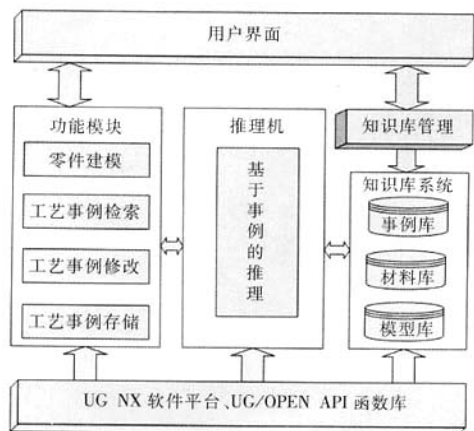 用户界面
功能模块
零件建模
工艺事例检索
工艺事例修改
工艺事例存储
推理机
基于事例的推理
知识库管理
知识库系统
事例库
材料库
模型库
UG NX 软件平台、UG/OPEN API 函数库